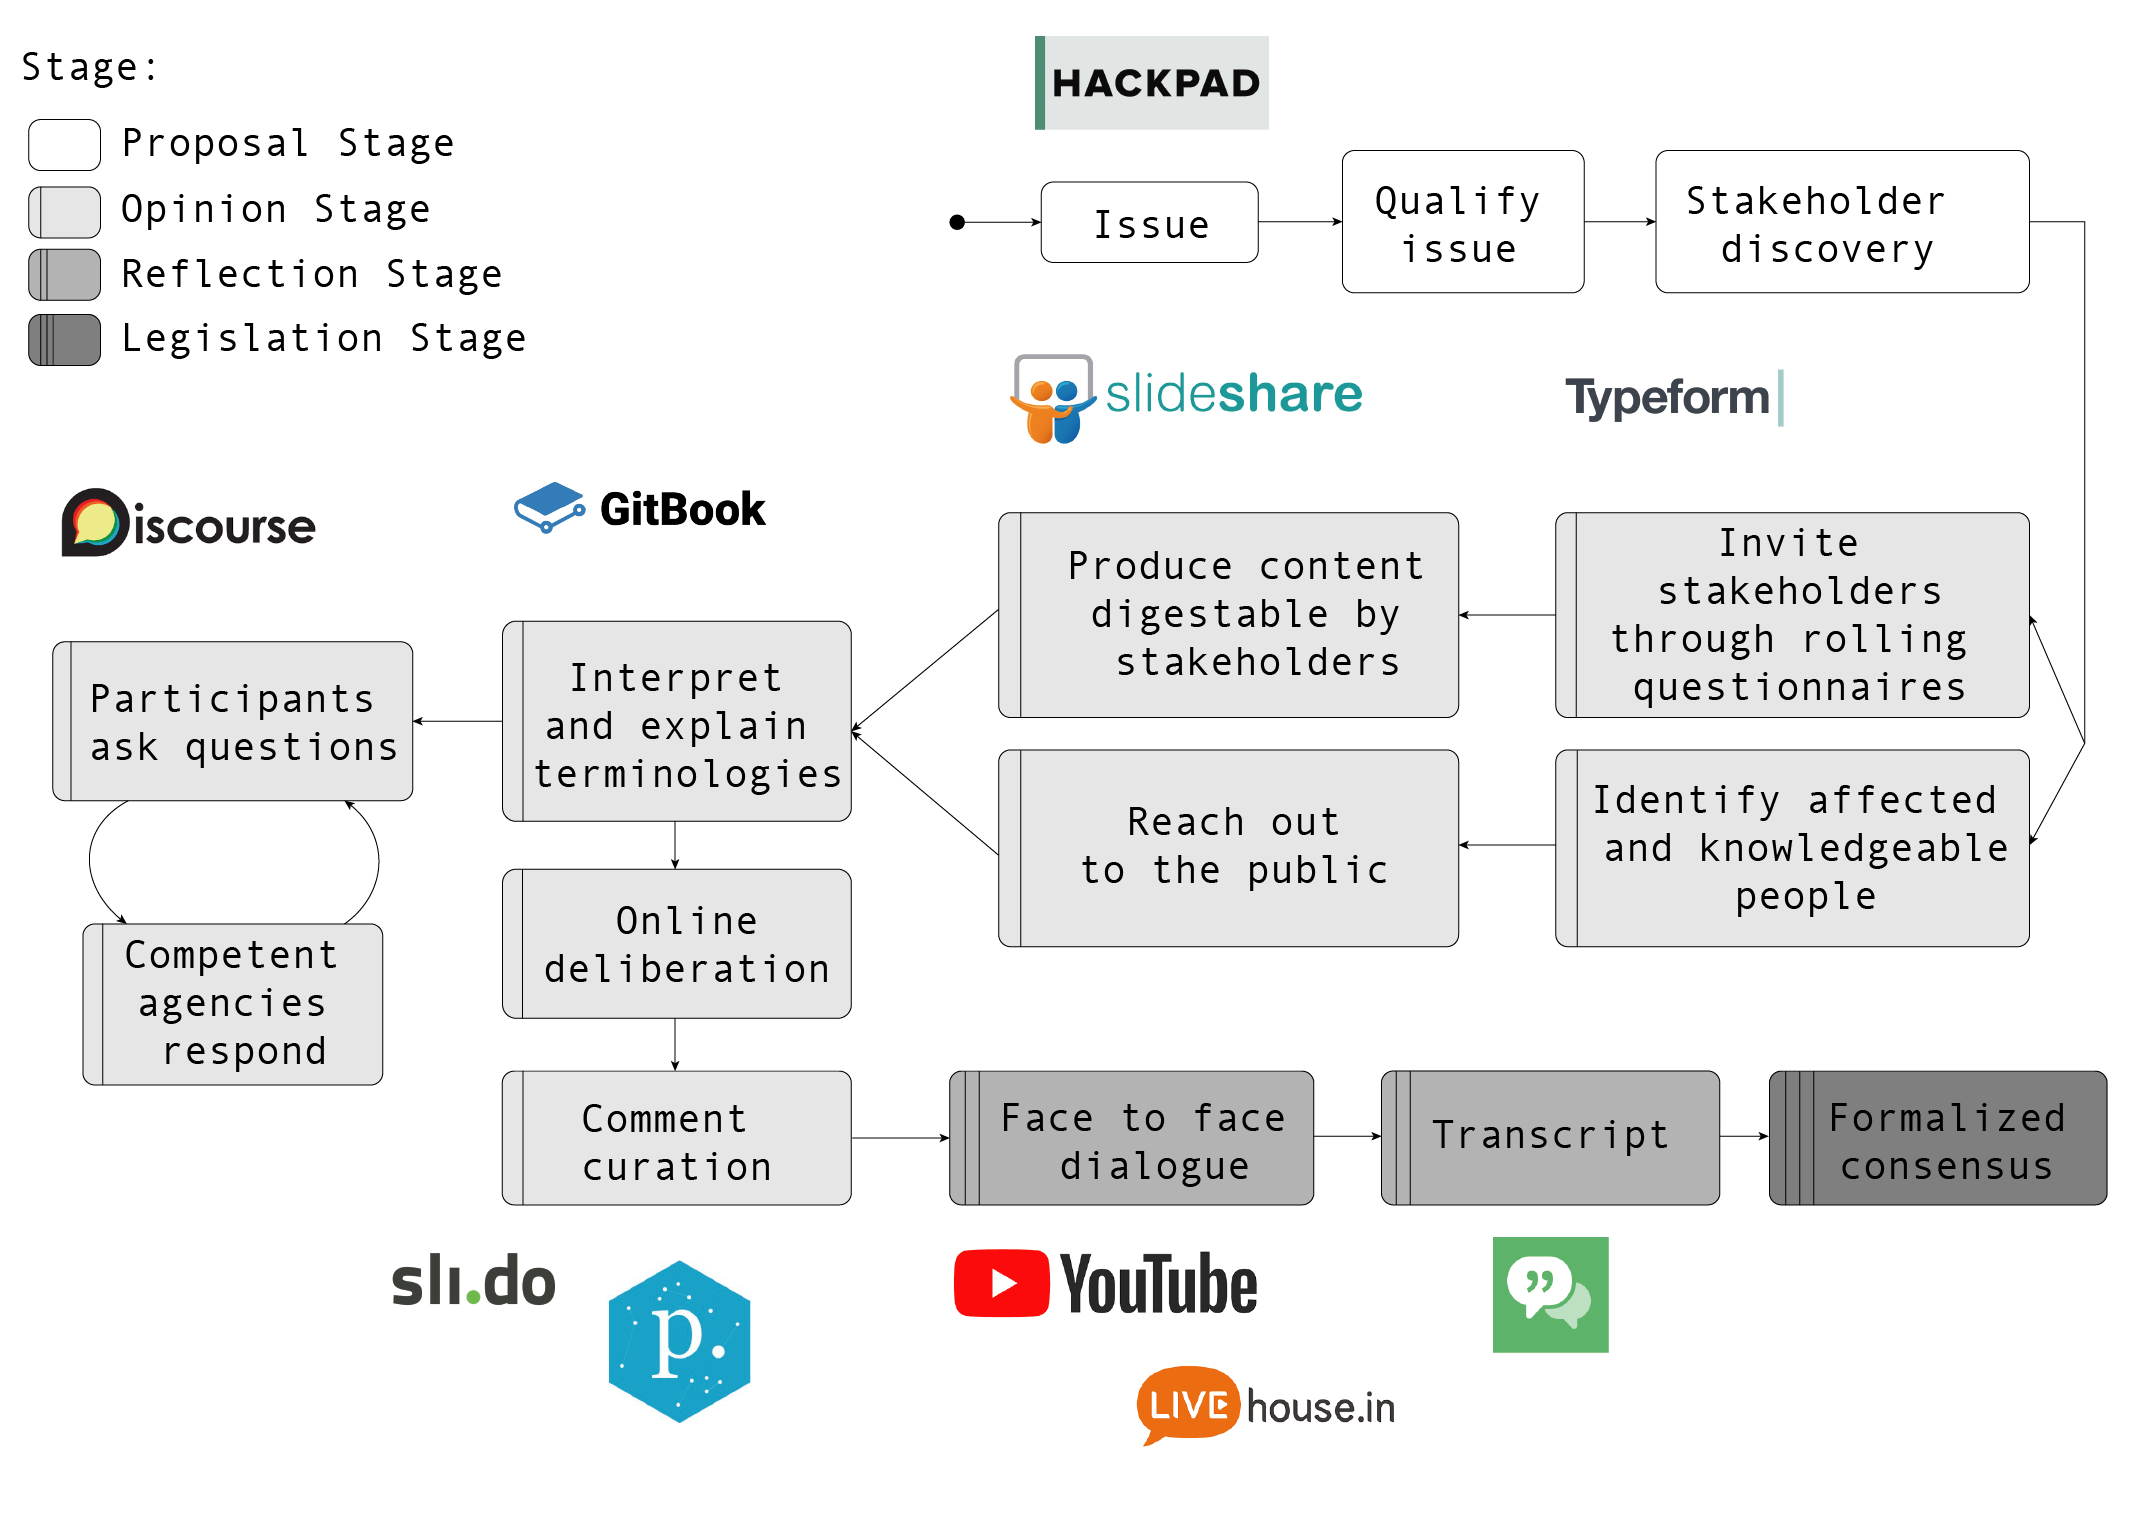 Stage:
Proposal Stage
Opinion Stage
Reflection Stage
Legislation Stage
HACKPAD
Issue
Qualify
issue
Stakeholder
discovery
slideshare
Typeform
Discourse
GitBook
Produce content
digestable by
stakeholders
Invite
stakeholders
through rolling
questionnaires
Participants
ask questions
Interpret
and explain
terminologies
Reach out
to the public
Identify affected
and knowledgeable
people
Competent
agencies
respond
Online
deliberation
Comment
curation
Face to face
dialogue
Transcript
Formalized
consensus
slı.do
p.
YouTube
LIVE house.in